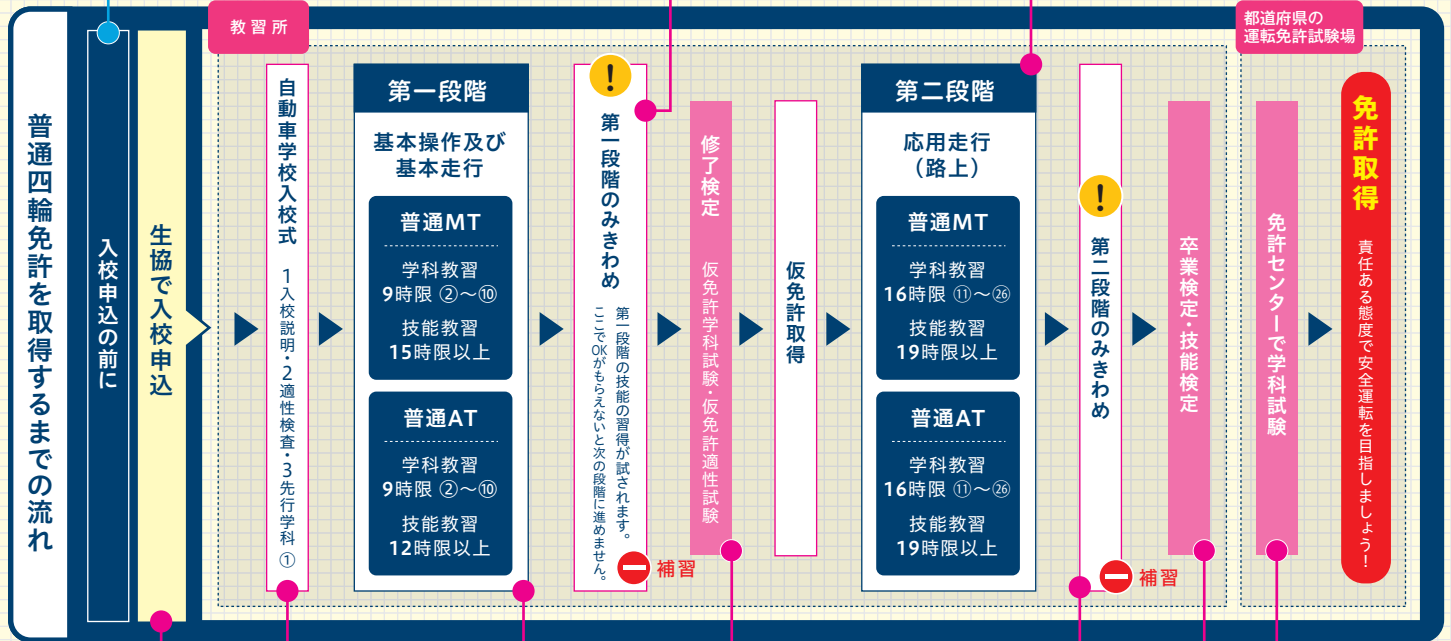 普通四輪免許を取得するまでの流れ
入校申込の前に
生協で入校申込
教習所
自動車学校入校式 1入校説明・2適性検査・3先行学科①
第一段階
基本操作及び
基本走行
普通MT
学科教習
9時限 ②～⑩
技能教習
15時限以上
普通AT
学科教習
9時限 ②～⑩
技能教習
12時限以上
!
第一段階のみきわめ
第一段階の技能の習得が試されます。
ここでOKがもらえないと次の段階に進めません。
補習
修了検定 仮免許学科試験・仮免許適性試験
仮免許取得
第二段階
応用走行
（路上）
普通MT
学科教習
16時限 ⑪～㉖
技能教習
19時限以上
普通AT
学科教習
16時限 ⑪～㉖
技能教習
19時限以上
!
第二段階のみきわめ
補習
卒業検定・技能検定
都道府県の
運転免許試験場
免許センターで学科試験
免許取得 責任ある態度で安全運転を目指しましょう！